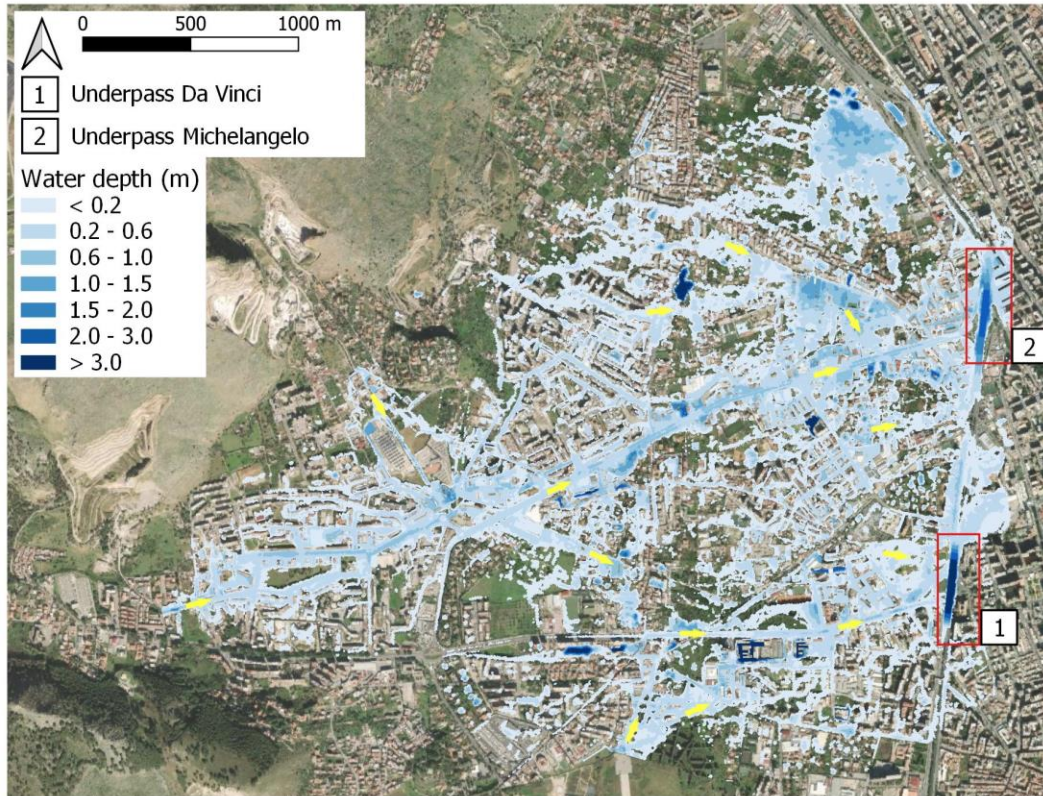 0 500 1000 m
1 Underpass Da Vinci
2 Underpass Michelangelo
Water depth (m)
< 0.2
0.2 - 0.6
0.6 - 1.0
1.0 - 1.5
1.5 - 2.0
2.0 - 3.0
> 3.0
2
1